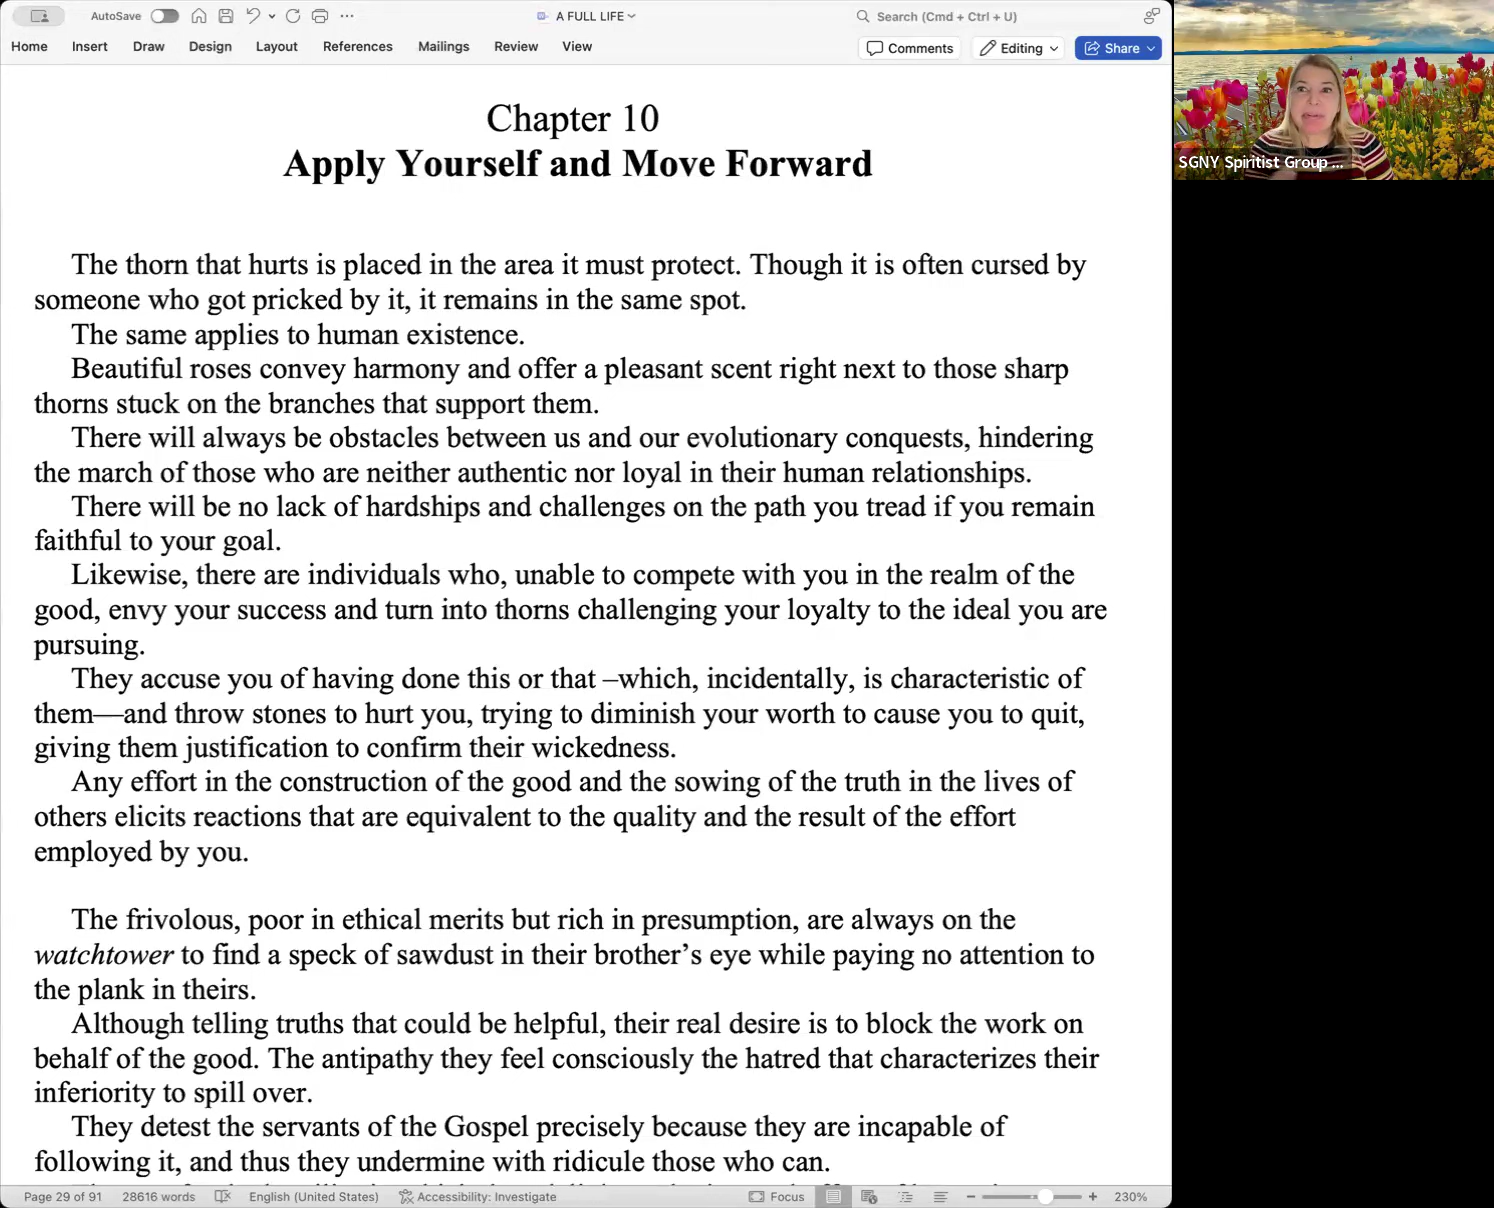 AutoSave
A FULL LIFE
Search (Cmd + Ctrl + U)
Home Insert Draw Design Layout References Mailings Review View
Comments Editing Share
Chapter 10
Apply Yourself and Move Forward
The thorn that hurts is placed in the area it must protect. Though it is often cursed by
someone who got pricked by it, it remains in the same spot.
The same applies to human existence.
Beautiful roses convey harmony and offer a pleasant scent right next to those sharp
thorns stuck on the branches that support them.
There will always be obstacles between us and our evolutionary conquests, hindering
the march of those who are neither authentic nor loyal in their human relationships.
There will be no lack of hardships and challenges on the path you tread if you remain
faithful to your goal.
Likewise, there are individuals who, unable to compete with you in the realm of the
good, envy your success and turn into thorns challenging your loyalty to the ideal you are
pursuing.
They accuse you of having done this or that –which, incidentally, is characteristic of
them—and throw stones to hurt you, trying to diminish your worth to cause you to quit,
giving them justification to confirm their wickedness.
Any effort in the construction of the good and the sowing of the truth in the lives of
others elicits reactions that are equivalent to the quality and the result of the effort
employed by you.
The frivolous, poor in ethical merits but rich in presumption, are always on the
watchtower to find a speck of sawdust in their brother’s eye while paying no attention to
the plank in theirs.
Although telling truths that could be helpful, their real desire is to block the work on
behalf of the good. The antipathy they feel consciously the hatred that characterizes their
inferiority to spill over.
They detest the servants of the Gospel precisely because they are incapable of
following it, and thus they undermine with ridicule those who can.
Page 29 of 91 28616 words English (United States) Accessibility: Investigate Focus 230%
SGNY Spiritist Group ...